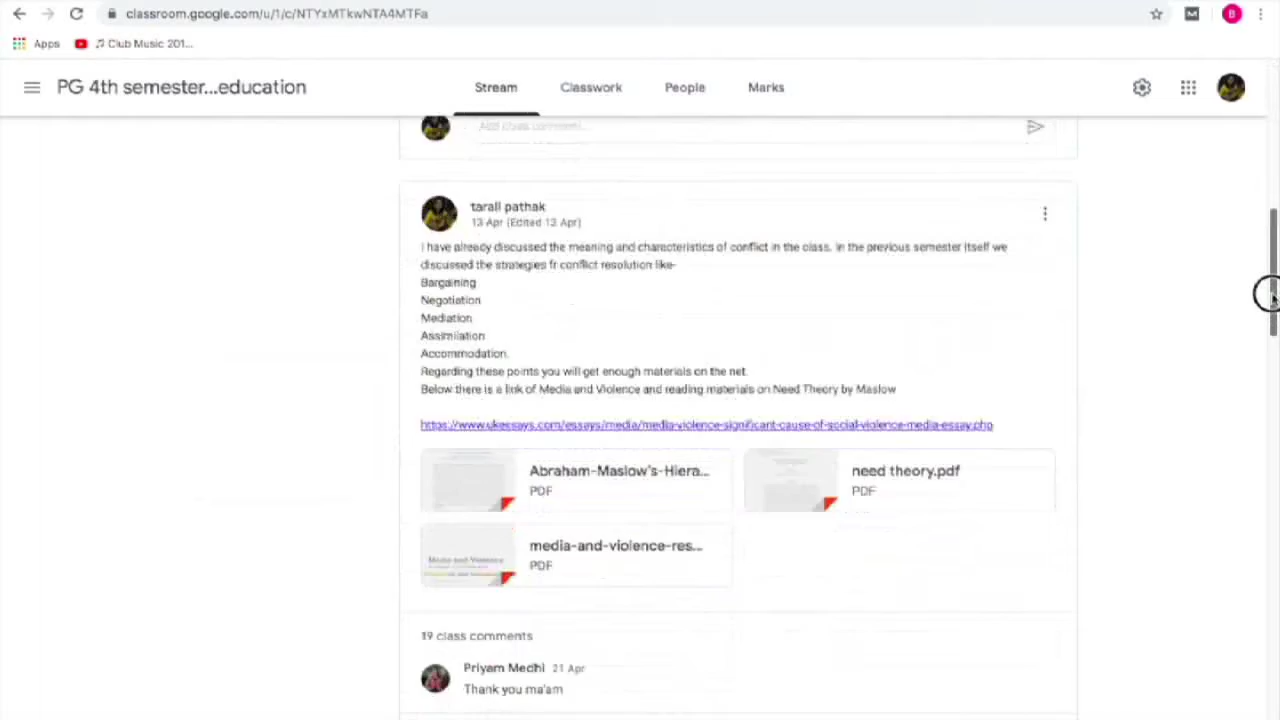 classroom.google.com/u/1/c/NTYxMTkwNTA4MTFa
B
Apps
Club Music 201...
PG 4th semester...education
Stream
Classwork
People
Marks
Add class comment...
tarali pathak
13 Apr (Edited 13 Apr)
I have already discussed the meaning and characteristics of conflict in the class. In the previous semester itself we
discussed the strategies fr conflict resolution like-
Bargaining
Negotiation
Mediation
Assimilation
Accommodation.
Regarding these points you will get enough materials on the net.
Below there is a link of Media and Violence and reading materials on Need Theory by Maslow
https://www.ukessays.com/essays/media/media-violence-significant-cause-of-social-violence-media-essay.php
Abraham-Maslow's-Hiera...
PDF
need theory.pdf
PDF
Media and Violence
media-and-violence-res...
PDF
19 class comments
Priyam Medhi 21 Apr
Thank you ma'am